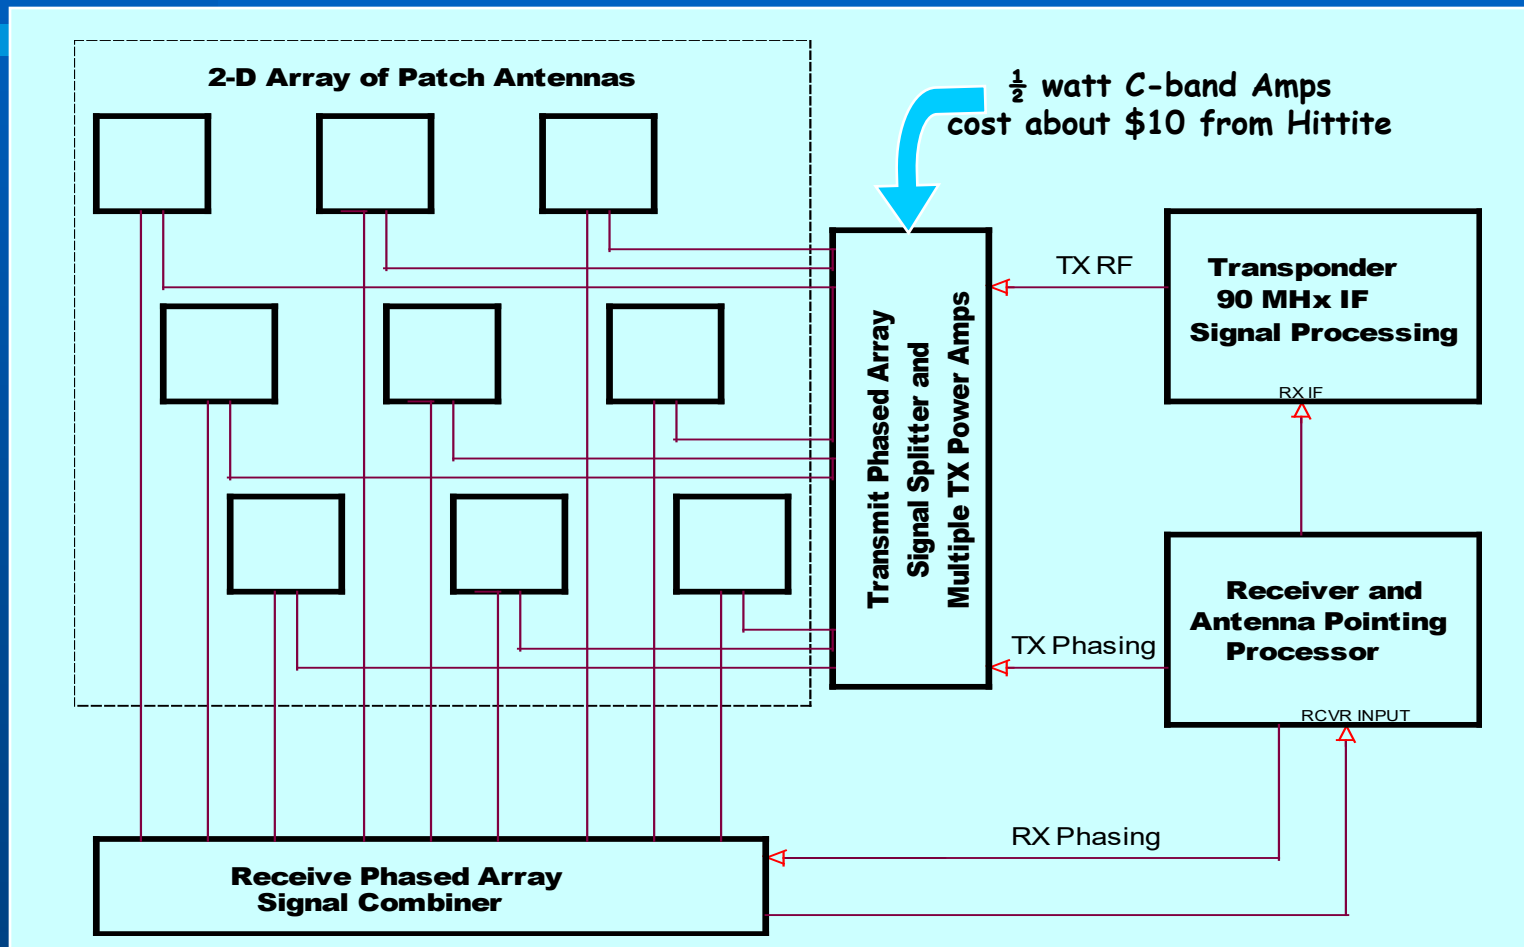 2-D Array of Patch Antennas
½ watt C-band Amps
cost about $10 from Hittite
TX RF
Transponder
90 MHx IF
Signal Processing
RX IF
Transmit Phased Array
Signal Splitter and
Multiple TX Power Amps
Receiver and
Antenna Pointing
Processor
RCVR INPUT
TX Phasing
RX Phasing
Receive Phased Array
Signal Combiner